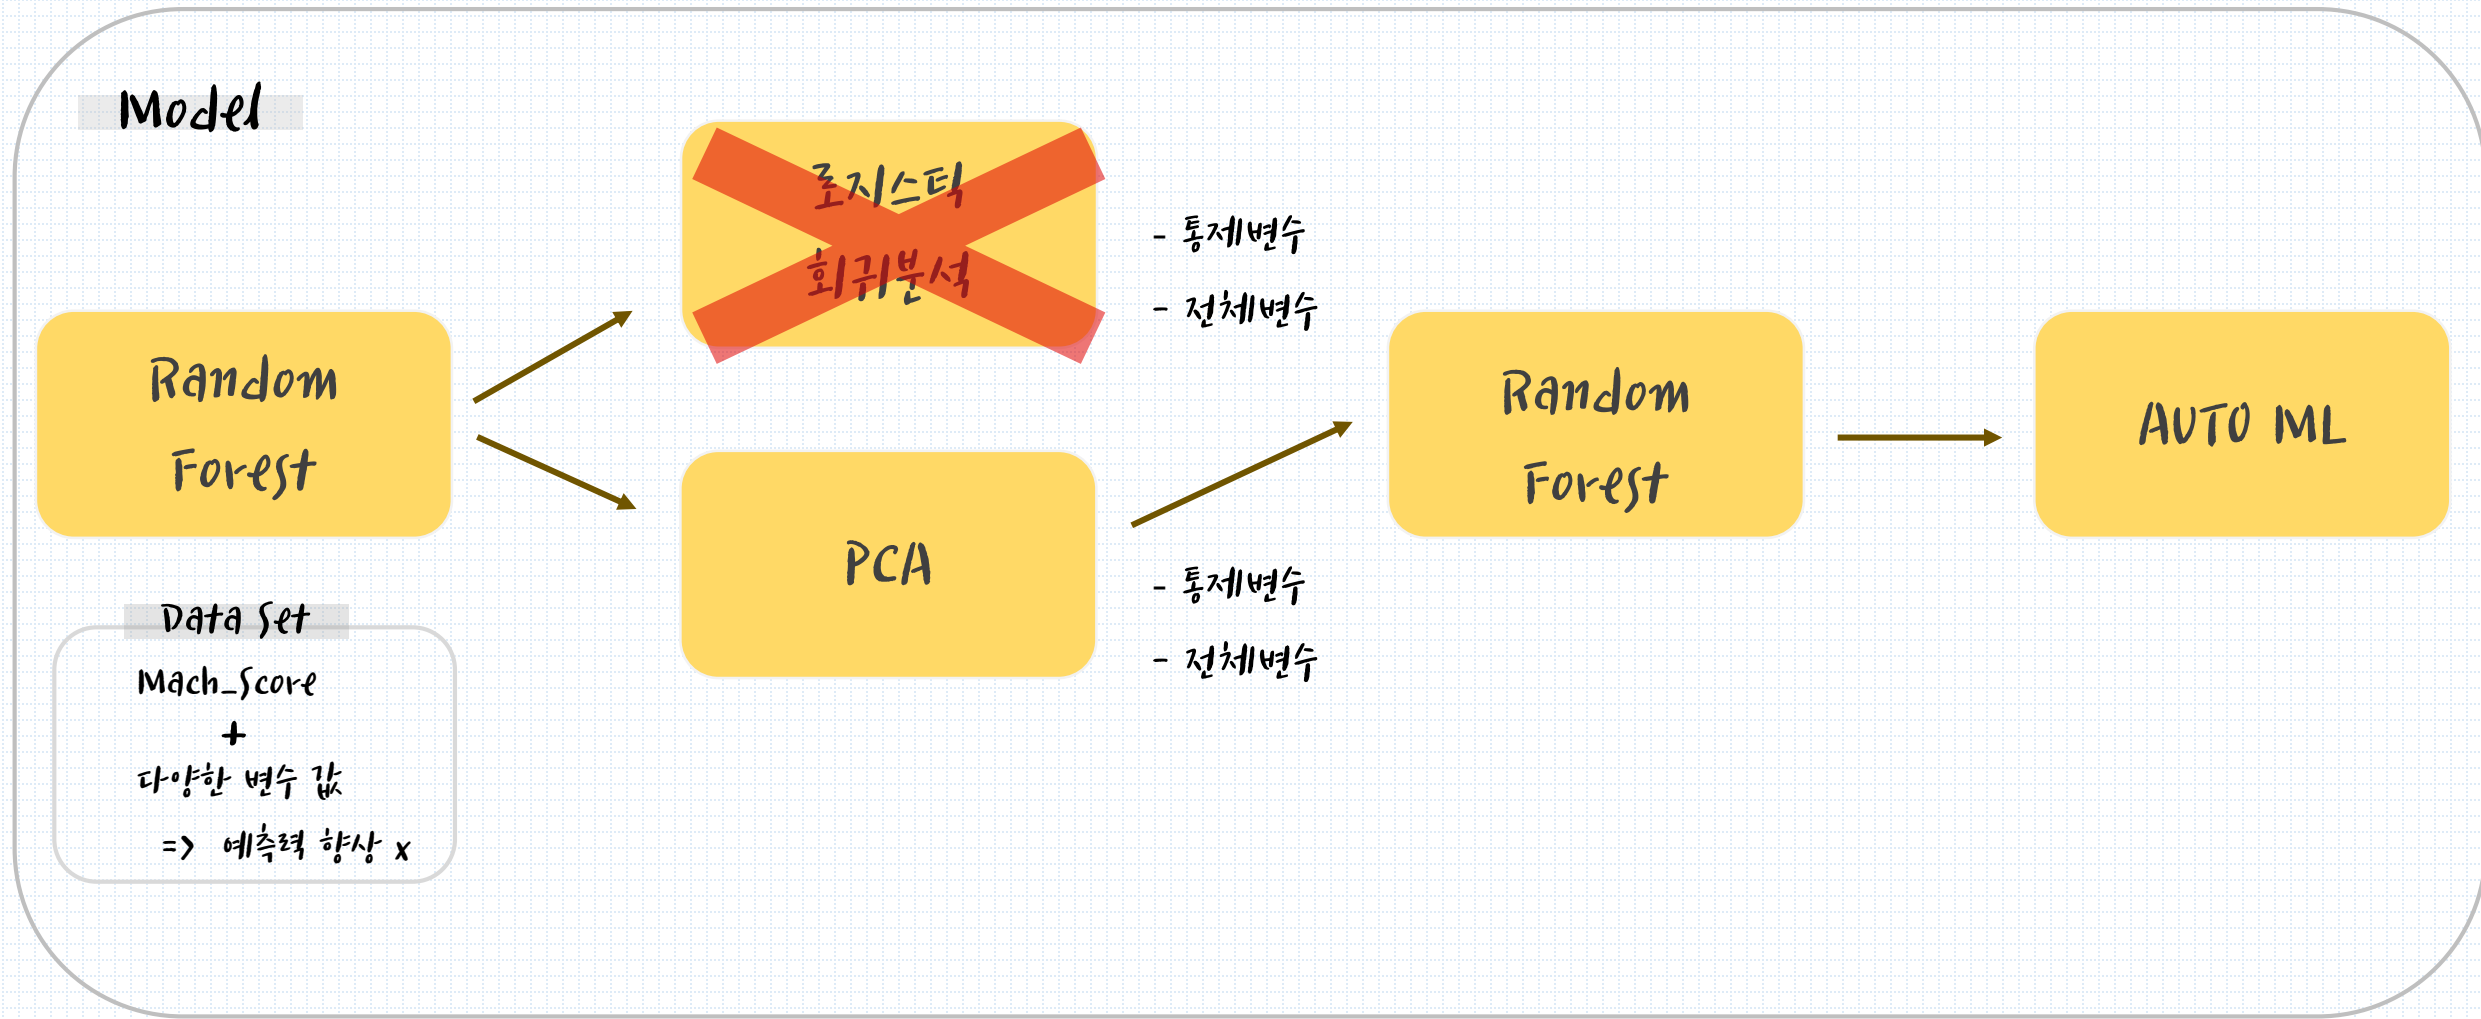 Model
로지스틱
회귀분석
- 통제변수
- 전체변수
Random
Forest
PCA
- 통제변수
- 전체변수
Random
Forest
AUTO ML
Data Set
Mach_Score
+
다양한 변수 값
=> 예측력 향상 x